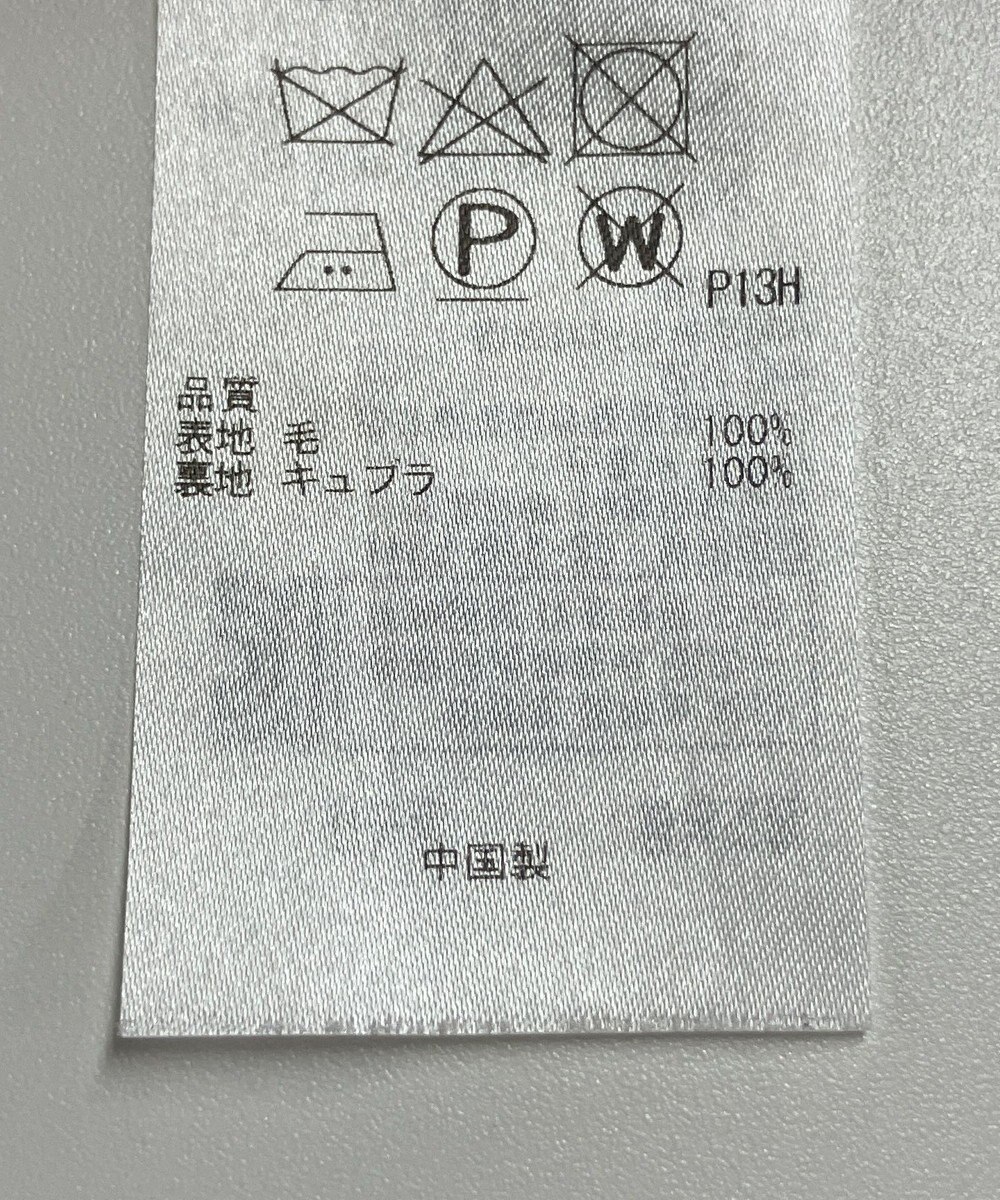 P W P13H
品質
表地 毛 100%
裏地 キュプラ 100%
中国製